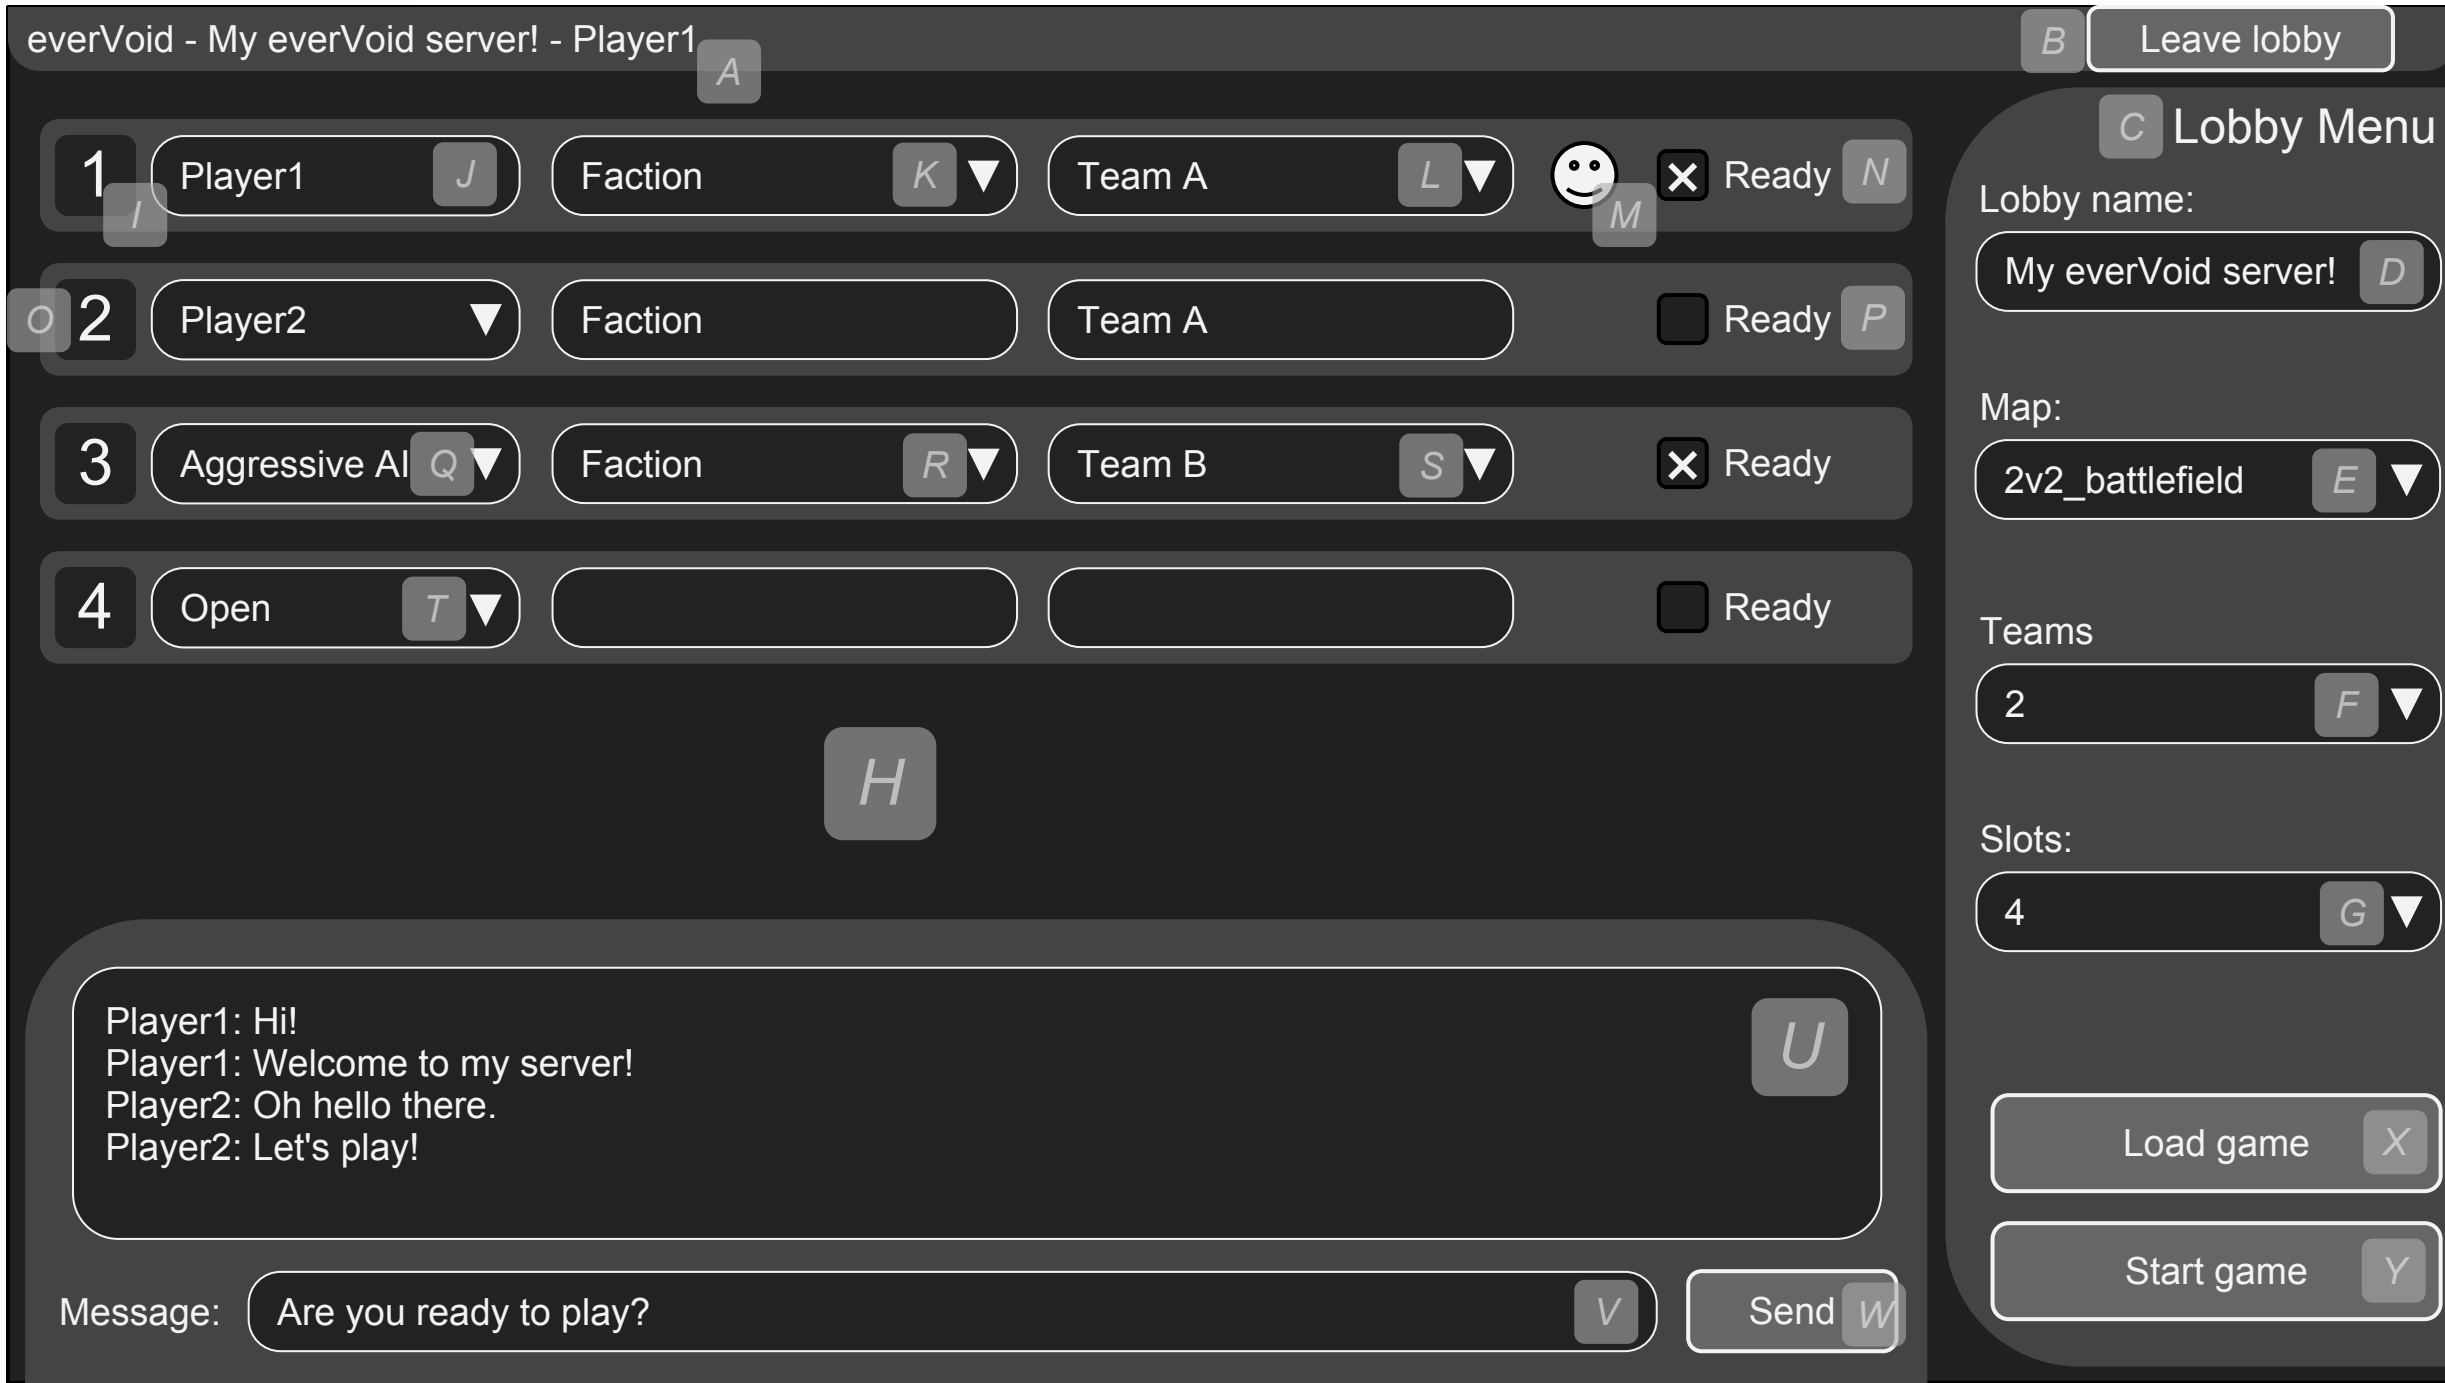 everVoid - My everVoid server! - Player1 A B Leave lobby
1 I Player1 J Faction K Team A L M Ready N
O 2 Player2 Faction Team A Ready P
3 Aggressive AI Q Faction R Team B S Ready
4 Open T Ready
H
Player1: Hi! U
Player1: Welcome to my server!
Player2: Oh hello there.
Player2: Let's play!
Message: Are you ready to play? V Send W
C Lobby Menu
Lobby name:
My everVoid server! D
Map:
2v2_battlefield E
Teams
2 F
Slots:
4 G
Load game X
Start game Y